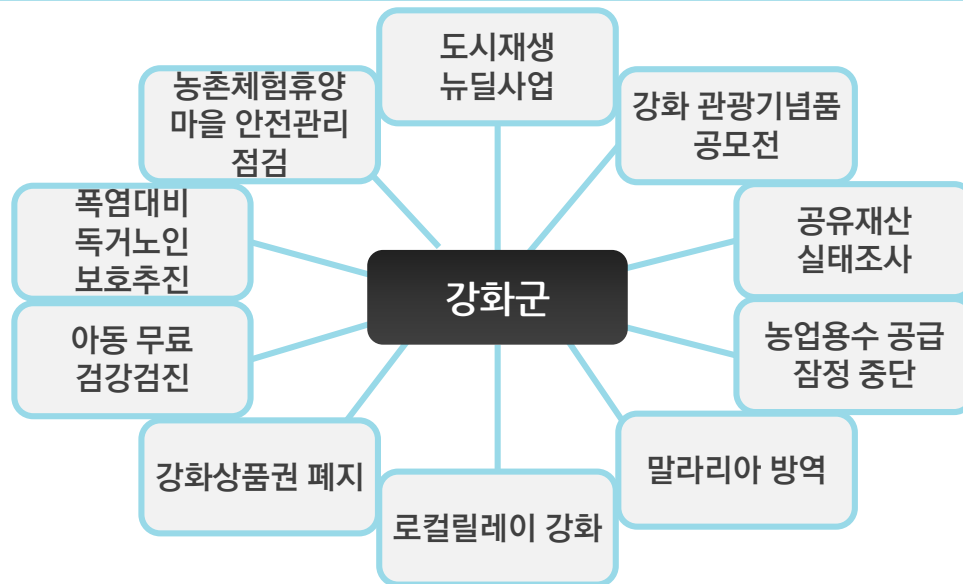 도시재생
뉴딜사업
강화 관광기념품
공모전
공유재산
실태조사
농업용수 공급
잠정 중단
말라리아 방역
로컬릴레이 강화
강화상품권 폐지
아동 무료
검강검진
폭염대비
독거노인
보호추진
농촌체험휴양
마을 안전관리
점검
강화군